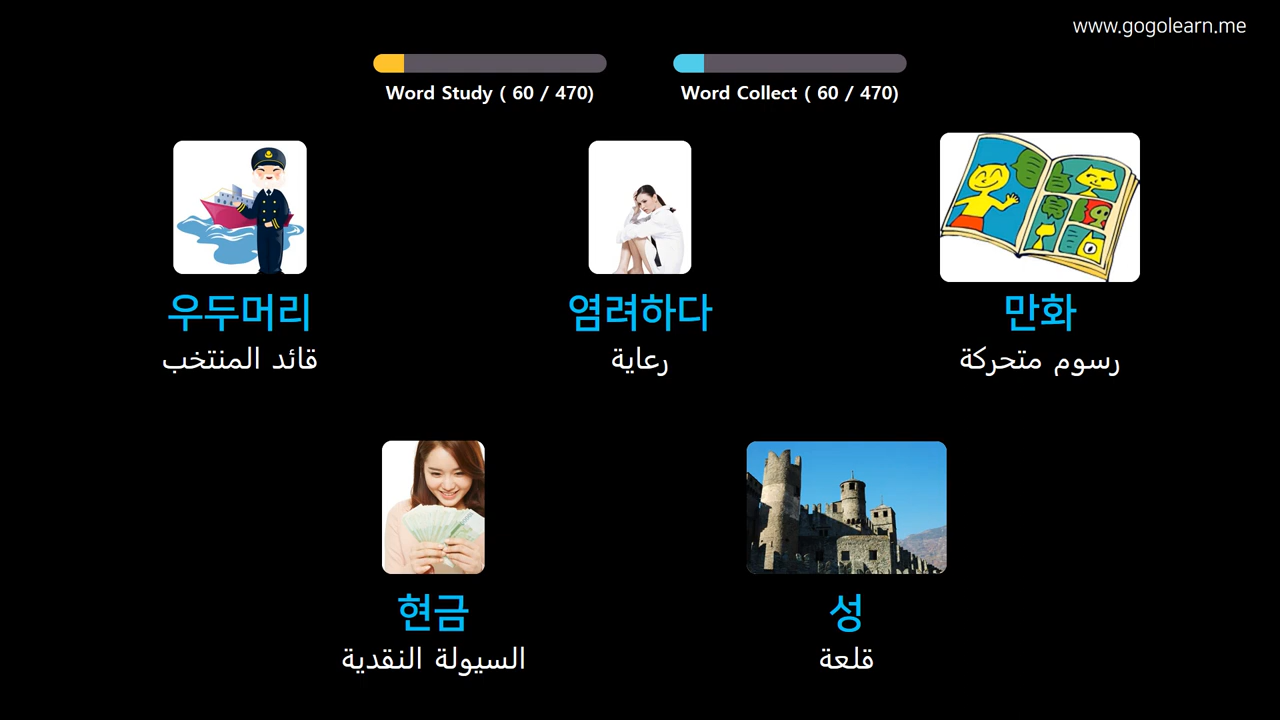 www.gogolearn.me
Word Study ( 60 / 470)
Word Collect ( 60 / 470)
우두머리
قائد المنتخب
염려하다
رعاية
만화
رسوم متحركة
현금
السيولة النقدية
성
قلعة